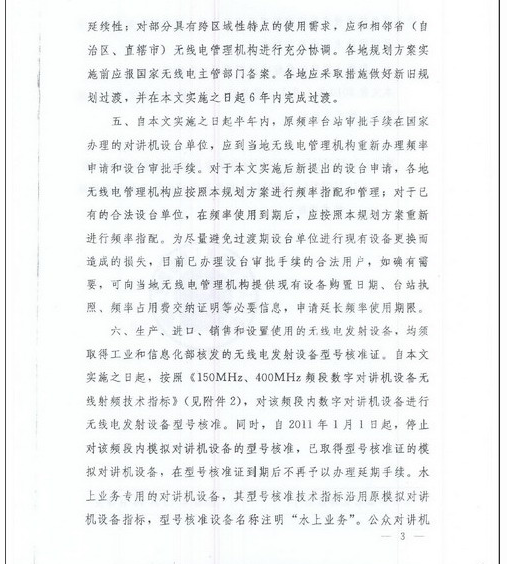 延续性；对部分具有跨区域性特点的使用需求，应和相邻省（自
治区、直辖市）无线电管理机构进行充分协调。各地规划方案实
施前应报国家无线电主管部门备案。各地应采取措施做好新旧规
划过渡，并在本文实施之日起 6 年内完成过渡。
五、自本文实施之日起半年内，原频率台站审批手续在国家
办理的对讲机设台单位，应到当地无线电管理机构重新办理频率
申请和设台审批手续。对于本文实施后新提出的设台申请，各地
无线电管理机构应按照本规划方案进行频率指配和管理；对于已
有的合法设台单位，在频率使用到期后，应按照本规划方案重新
进行频率指配。为尽量避免过渡期设台单位进行现有设备更换而
造成的损失，目前已办理设台审批手续的合法用户，如确有需
要，可向当地无线电管理机构提供现有设备购置日期、台站执
照、频率占用费交纳证明等必要信息，申请延长频率使用期限。
六、生产、进口、销售和设置使用的无线电发射设备，均须
取得工业和信息化部核发的无线电发射设备型号核准证。自本文
实施之日起，按照《150MHz、400MHz 频段数字对讲机设备无
线射频技术指标》（见附件 2），对该频段内数字对讲机设备进行
无线电发射设备型号核准。同时，自 2011 年 1 月 1 日起，停止
对该频段内模拟对讲机设备的型号核准，已取得型号核准证的模
拟对讲机设备，在型号核准证到期后不再予以办理延期手续。水
上业务专用的对讲机设备，其型号核准技术指标沿用原模拟对讲
机设备指标，型号核准设备名称注明“水上业务”。公众对讲机
— 3